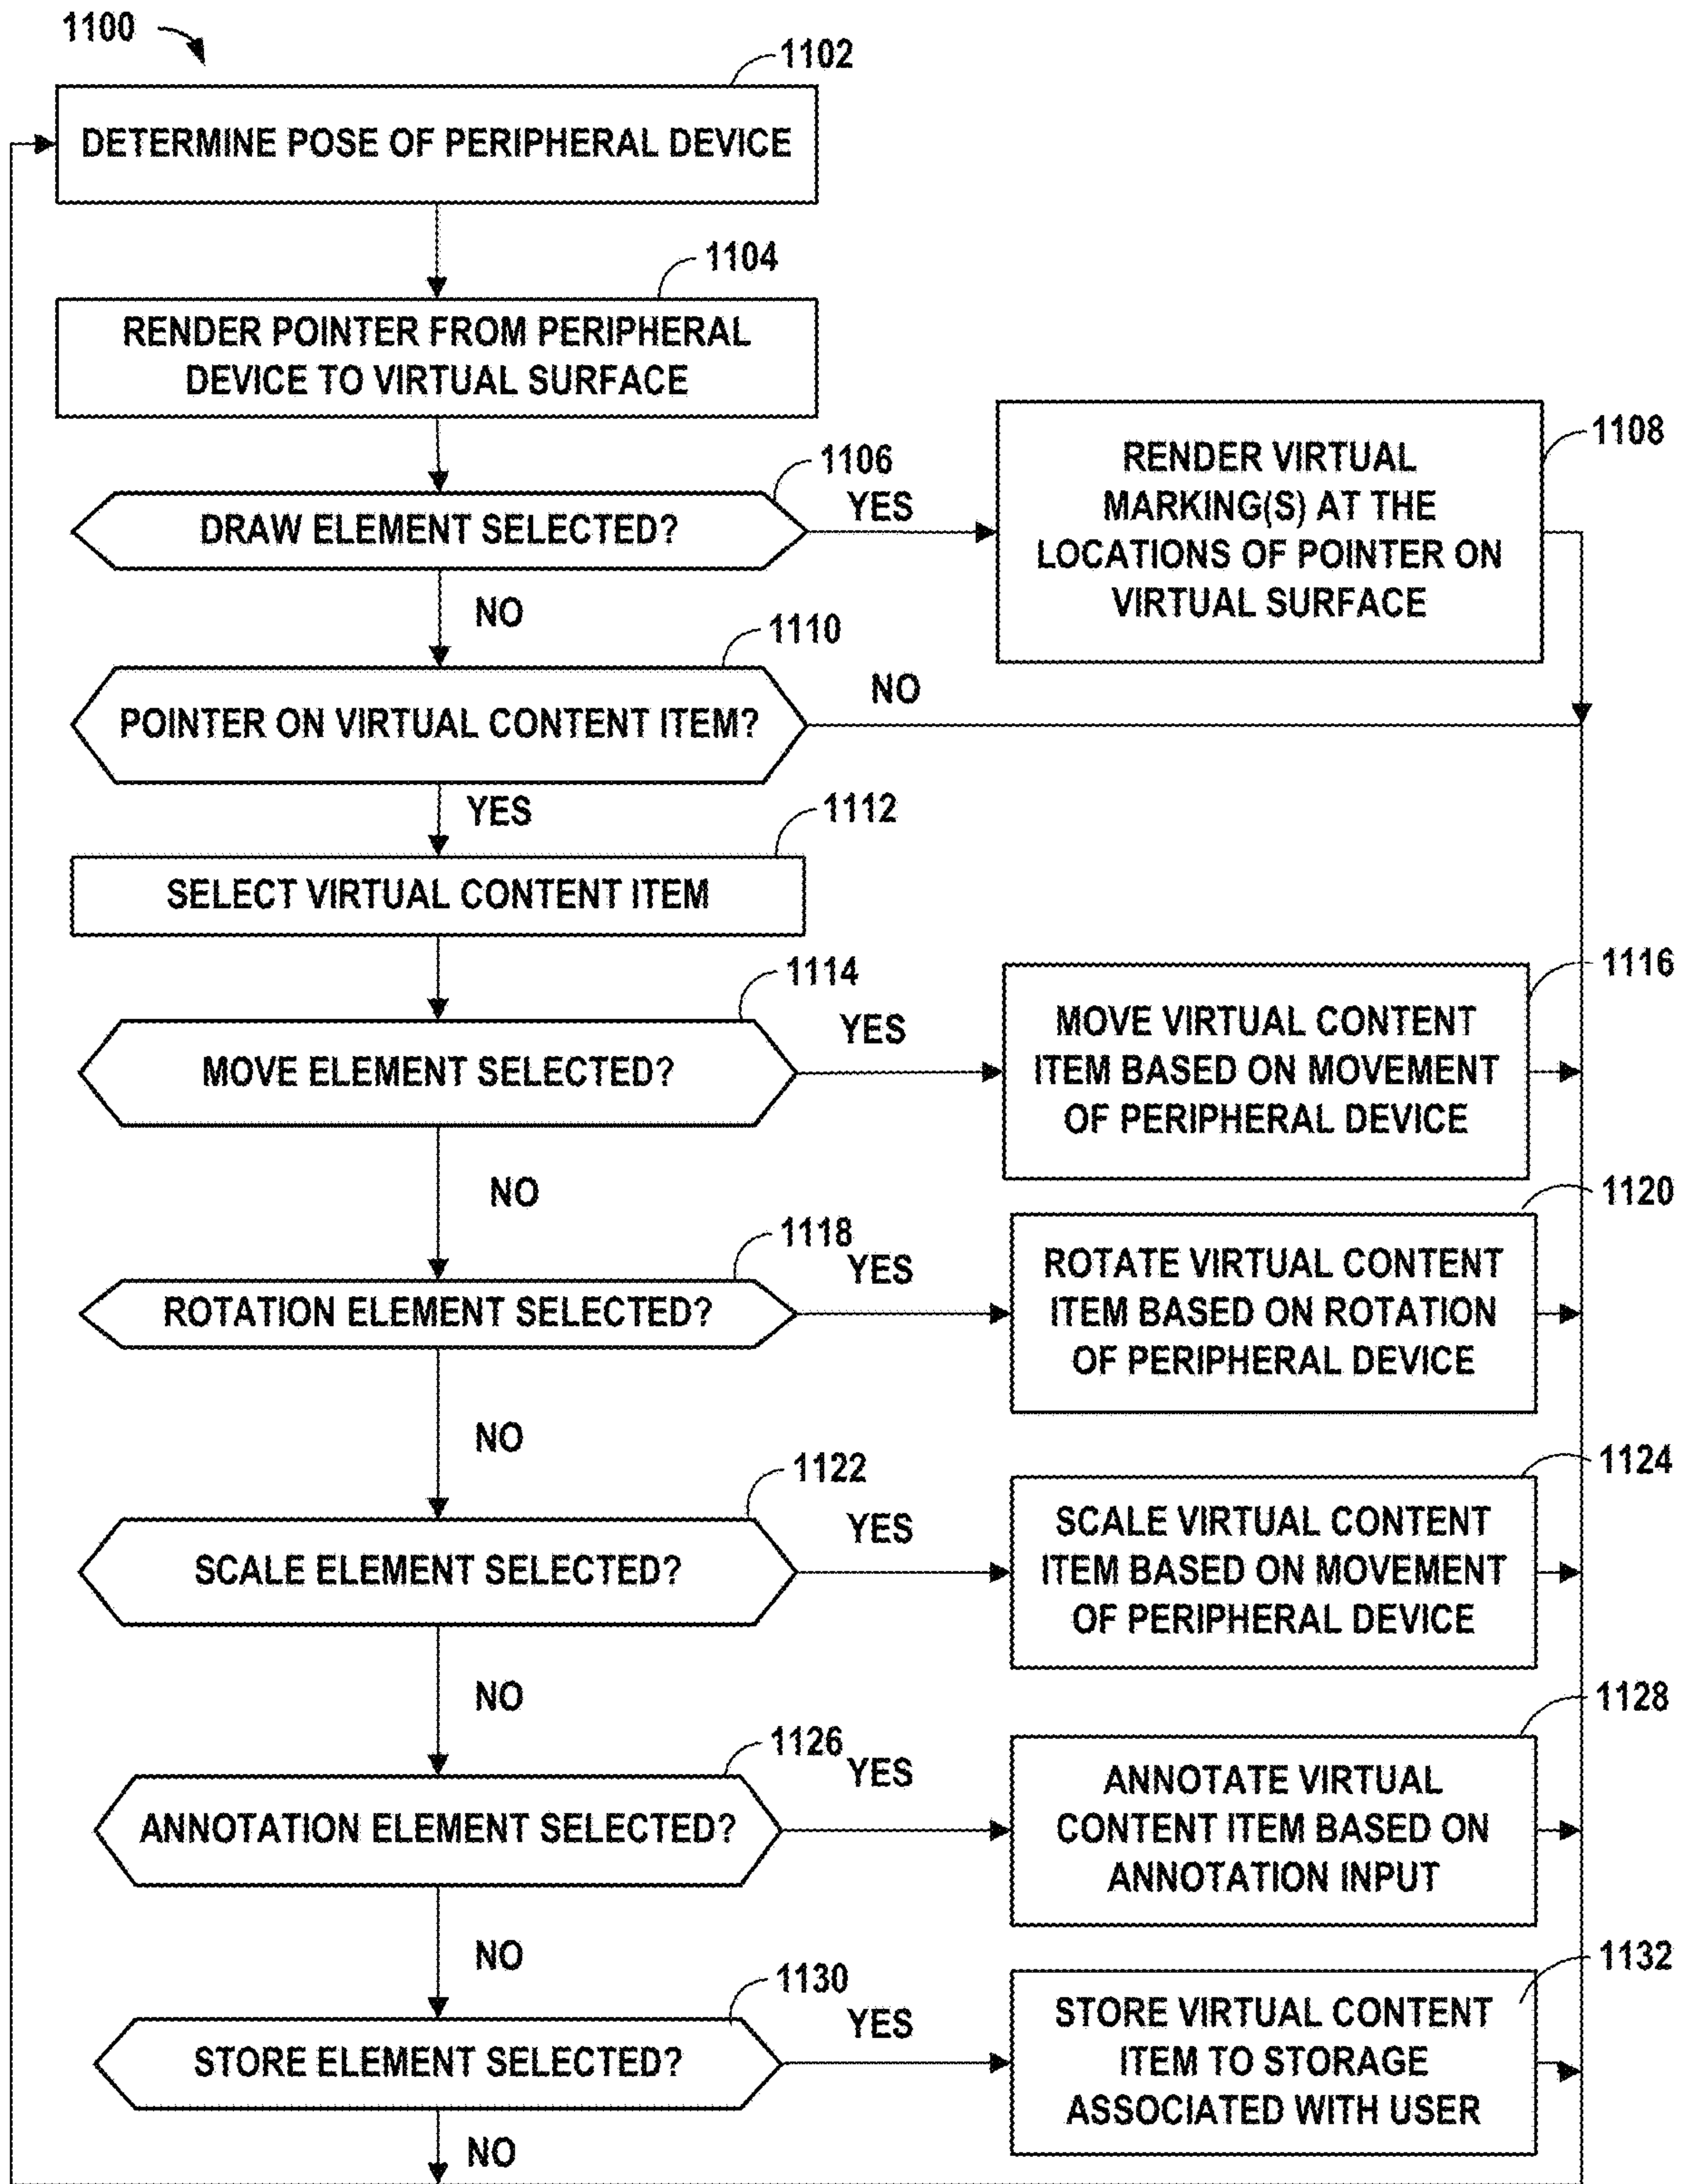 1100
1102
DETERMINE POSE OF PERIPHERAL DEVICE
1104
RENDER POINTER FROM PERIPHERAL
DEVICE TO VIRTUAL SURFACE
1106
DRAW ELEMENT SELECTED?
YES
1108
RENDER VIRTUAL
MARKING(S) AT THE
LOCATIONS OF POINTER ON
VIRTUAL SURFACE
NO
1110
POINTER ON VIRTUAL CONTENT ITEM?
NO
YES
1112
SELECT VIRTUAL CONTENT ITEM
1114
MOVE ELEMENT SELECTED?
YES
1116
MOVE VIRTUAL CONTENT
ITEM BASED ON MOVEMENT
OF PERIPHERAL DEVICE
NO
1118
ROTATION ELEMENT SELECTED?
YES
1120
ROTATE VIRTUAL CONTENT
ITEM BASED ON ROTATION
OF PERIPHERAL DEVICE
NO
1122
SCALE ELEMENT SELECTED?
YES
1124
SCALE VIRTUAL CONTENT
ITEM BASED ON MOVEMENT
OF PERIPHERAL DEVICE
NO
1126
ANNOTATION ELEMENT SELECTED?
YES
1128
ANNOTATE VIRTUAL
CONTENT ITEM BASED ON
ANNOTATION INPUT
NO
1130
STORE ELEMENT SELECTED?
YES
1132
STORE VIRTUAL CONTENT
ITEM TO STORAGE
ASSOCIATED WITH USER
NO